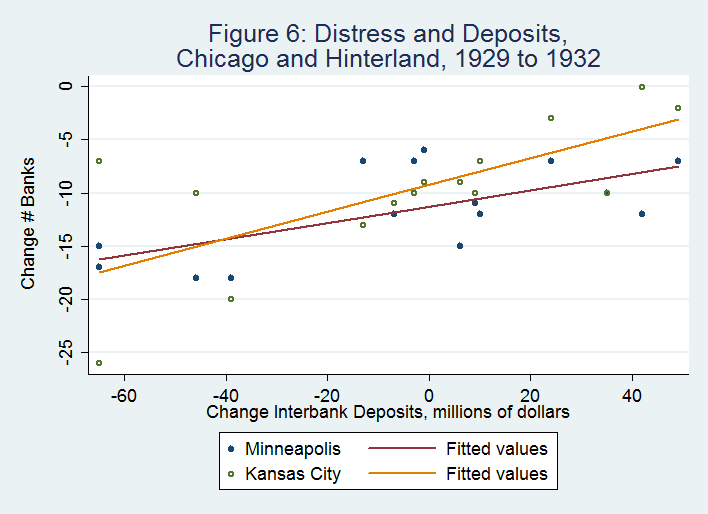 Figure 6: Distress and Deposits,
Chicago and Hinterland, 1929 to 1932
Change # Banks
0
-5
-10
-15
-20
-25
-60
-40
-20
0
20
40
Change Interbank Deposits, millions of dollars
Minneapolis
Fitted values
Kansas City
Fitted values